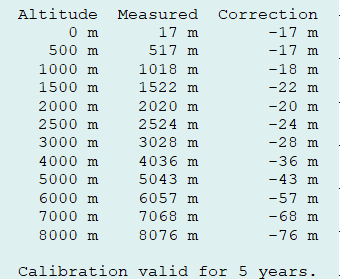 Altitude Measured Correction
0 m 17 m -17 m
500 m 517 m -17 m
1000 m 1018 m -18 m
1500 m 1522 m -22 m
2000 m 2020 m -20 m
2500 m 2524 m -24 m
3000 m 3028 m -28 m
4000 m 4036 m -36 m
5000 m 5043 m -43 m
6000 m 6057 m -57 m
7000 m 7068 m -68 m
8000 m 8076 m -76 m
Calibration valid for 5 years.